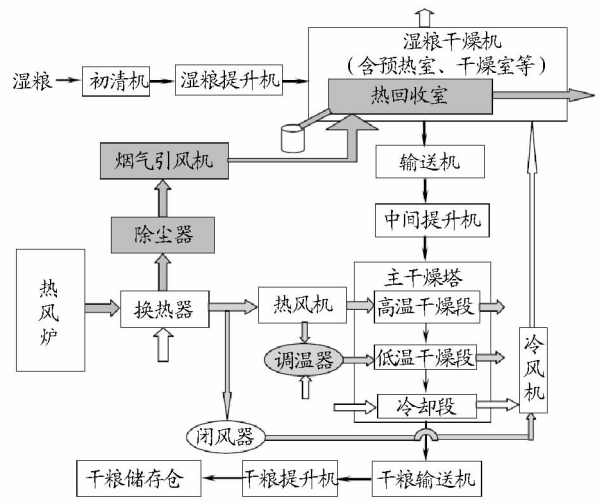 湿粮干燥机
(含预热室、干燥室等)
湿粮
初清机
湿粮提升机
热回收室
烟气引风机
输送机
除尘器
中间提升机
主干燥塔
热风炉
换热器
热风机
高温干燥段
调温器
低温干燥段
冷风机
冷却段
闭风器
干粮储存仓
干粮提升机
干粮输送机